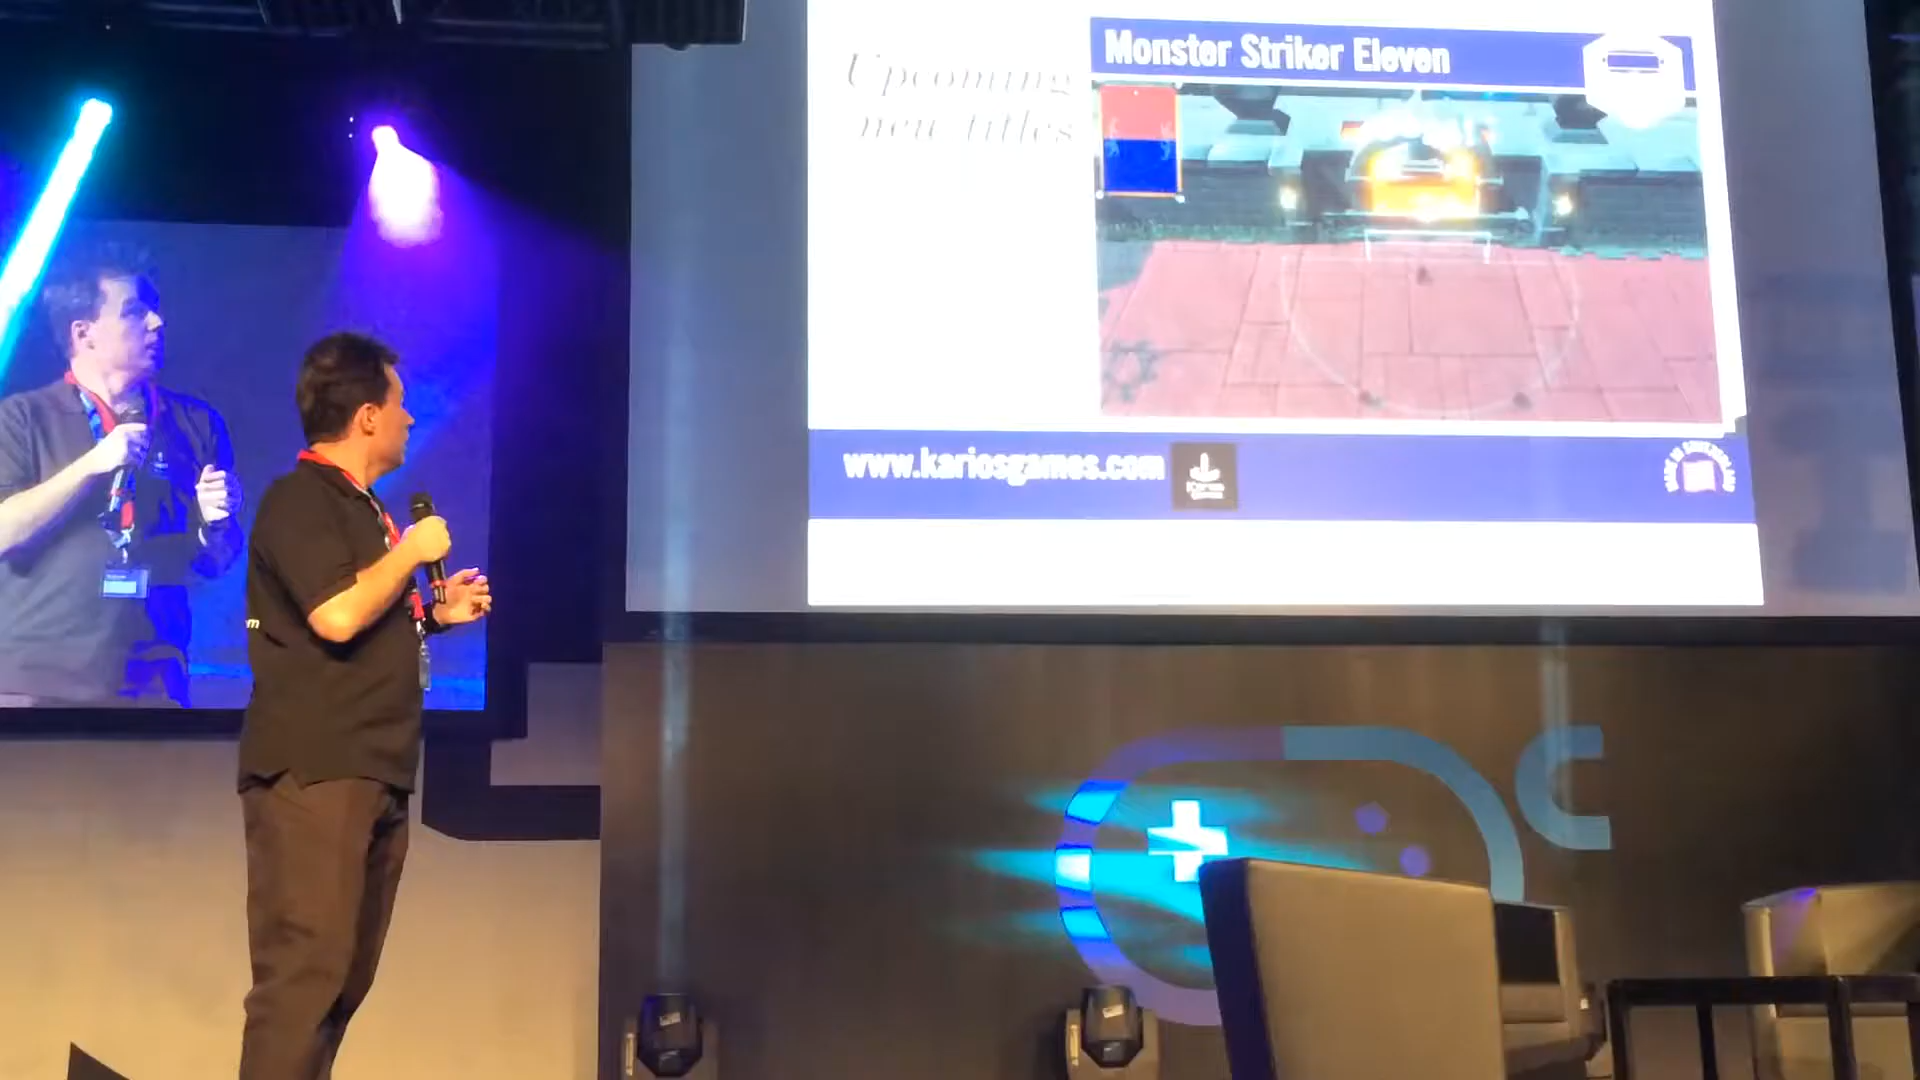 Upcoming
new titles
Monster Striker Eleven
www.kariosgames.com
m